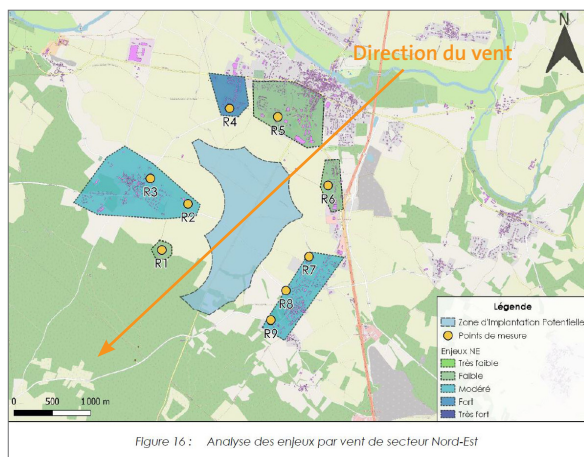 N
Direction du vent
R4
R5
R3
R6
R2
R1
R7
R8
R9
Légende
Zone d'Implantation Potentielle
Points de mesure
Enjeux NE
Très faible
Faible
Modéré
Fort
Très fort
0 500 1 000 m
Figure 16 : Analyse des enjeux par vent de secteur Nord-Est